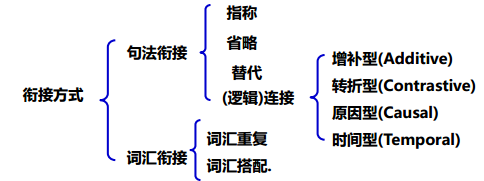 指称
省略
句法衔接
替代
(逻辑)连接
增补型(Additive)
转折型(Contrastive)
原因型(Causal)
时间型(Temporal)
衔接方式
词汇重复
词汇衔接
词汇搭配.